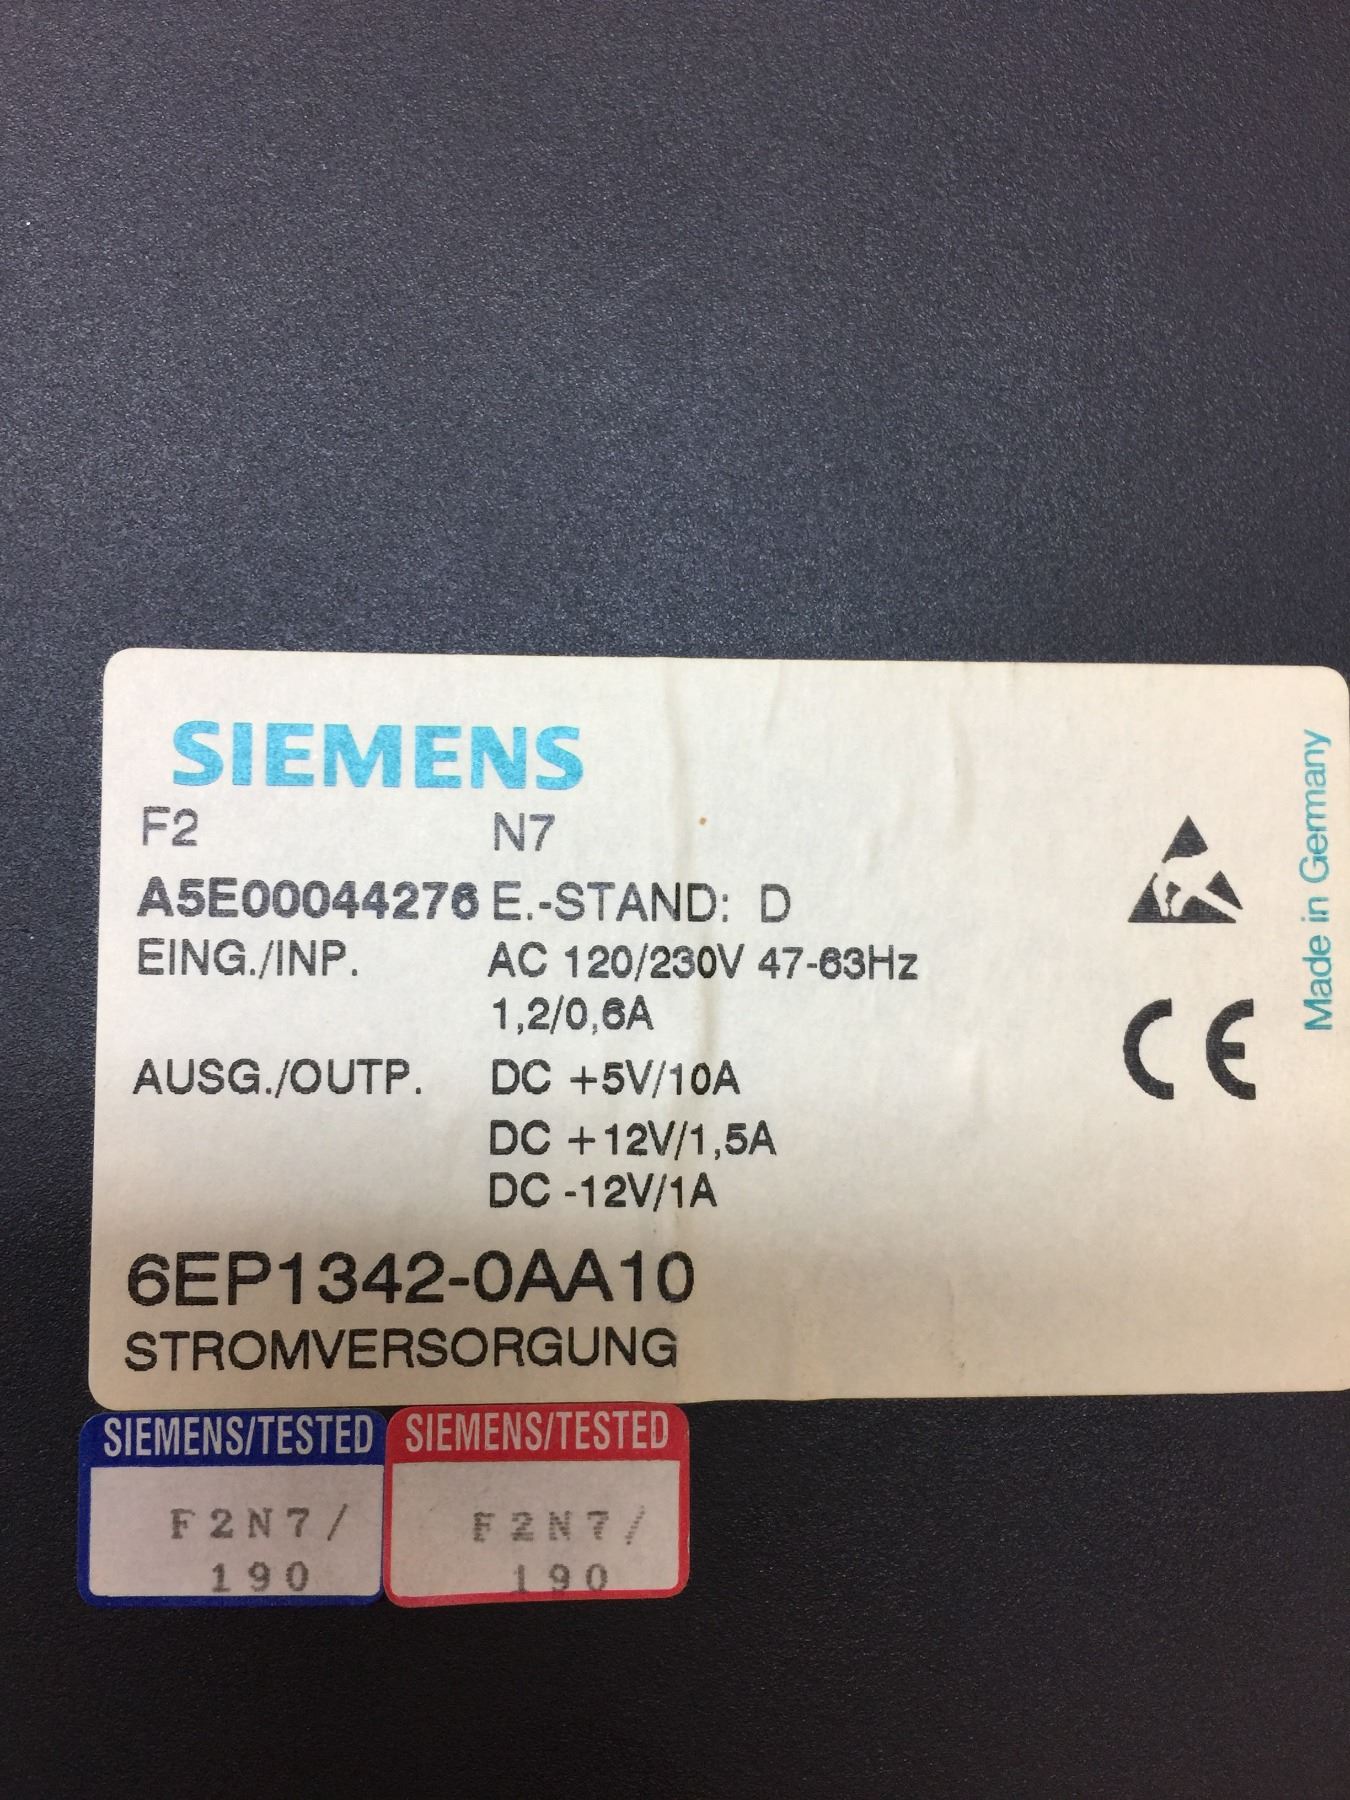 SIEMENS
F2 N7
A5E00044276 E.-STAND: D
EING./INP. AC 120/230V 47-63Hz
1,2/0,6A
AUSG./OUTP. DC +5V/10A
DC +12V/1,5A
DC -12V/1A
6EP1342-0AA10
STROMVERSORGUNG
Made in Germany
CE
SIEMENS/TESTED
F2N7/
190
SIEMENS/TESTED
F2N7/
190